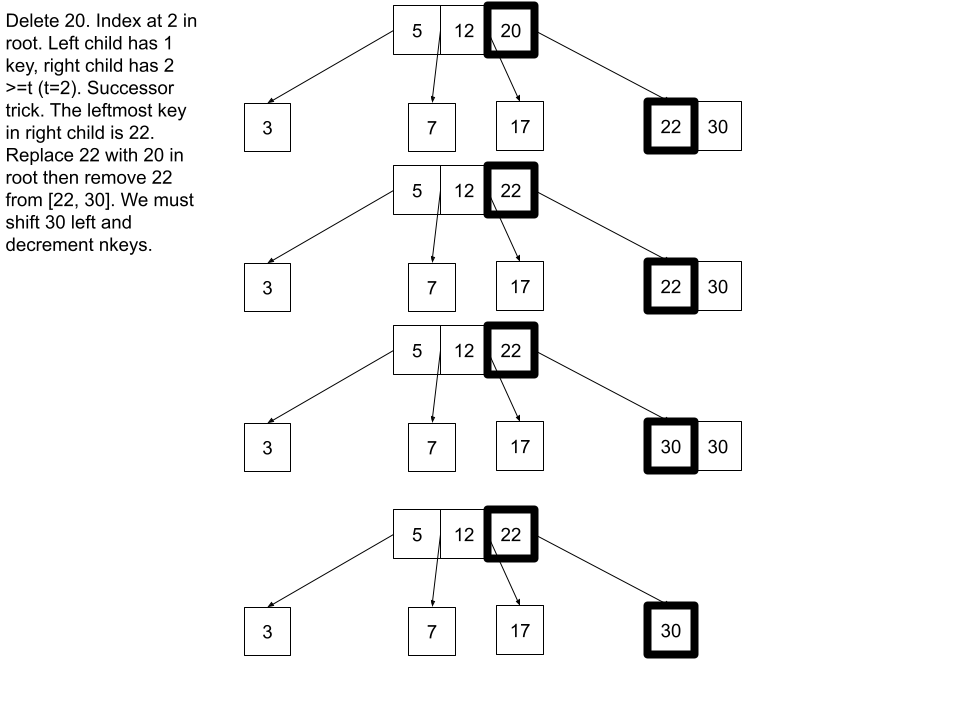 Delete 20. Index at 2 in
root. Left child has 1
key, right child has 2
>=t (t=2). Successor
trick. The leftmost key
in right child is 22.
Replace 22 with 20 in
root then remove 22
from [22, 30]. We must
shift 30 left and
decrement nkeys.
5 12 20
3 7 17 22 30
5 12 22
3 7 17 22 30
5 12 22
3 7 17 30 30
5 12 22
3 7 17 30